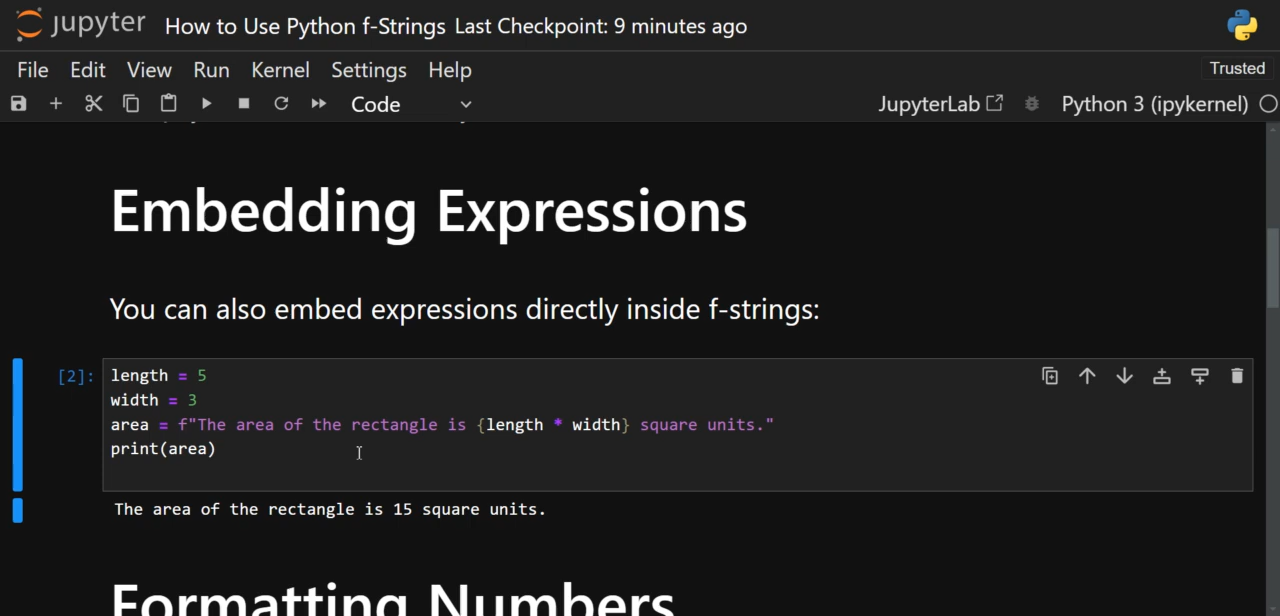 jupyter How to Use Python f-Strings Last Checkpoint: 9 minutes ago
File Edit View Run Kernel Settings Help Trusted
Code JupyterLab Python 3 (ipykernel)
Embedding Expressions
You can also embed expressions directly inside f-strings:
[2]: length = 5
width = 3
area = f"The area of the rectangle is {length * width} square units."
print(area)
The area of the rectangle is 15 square units.
Formatting Numbers